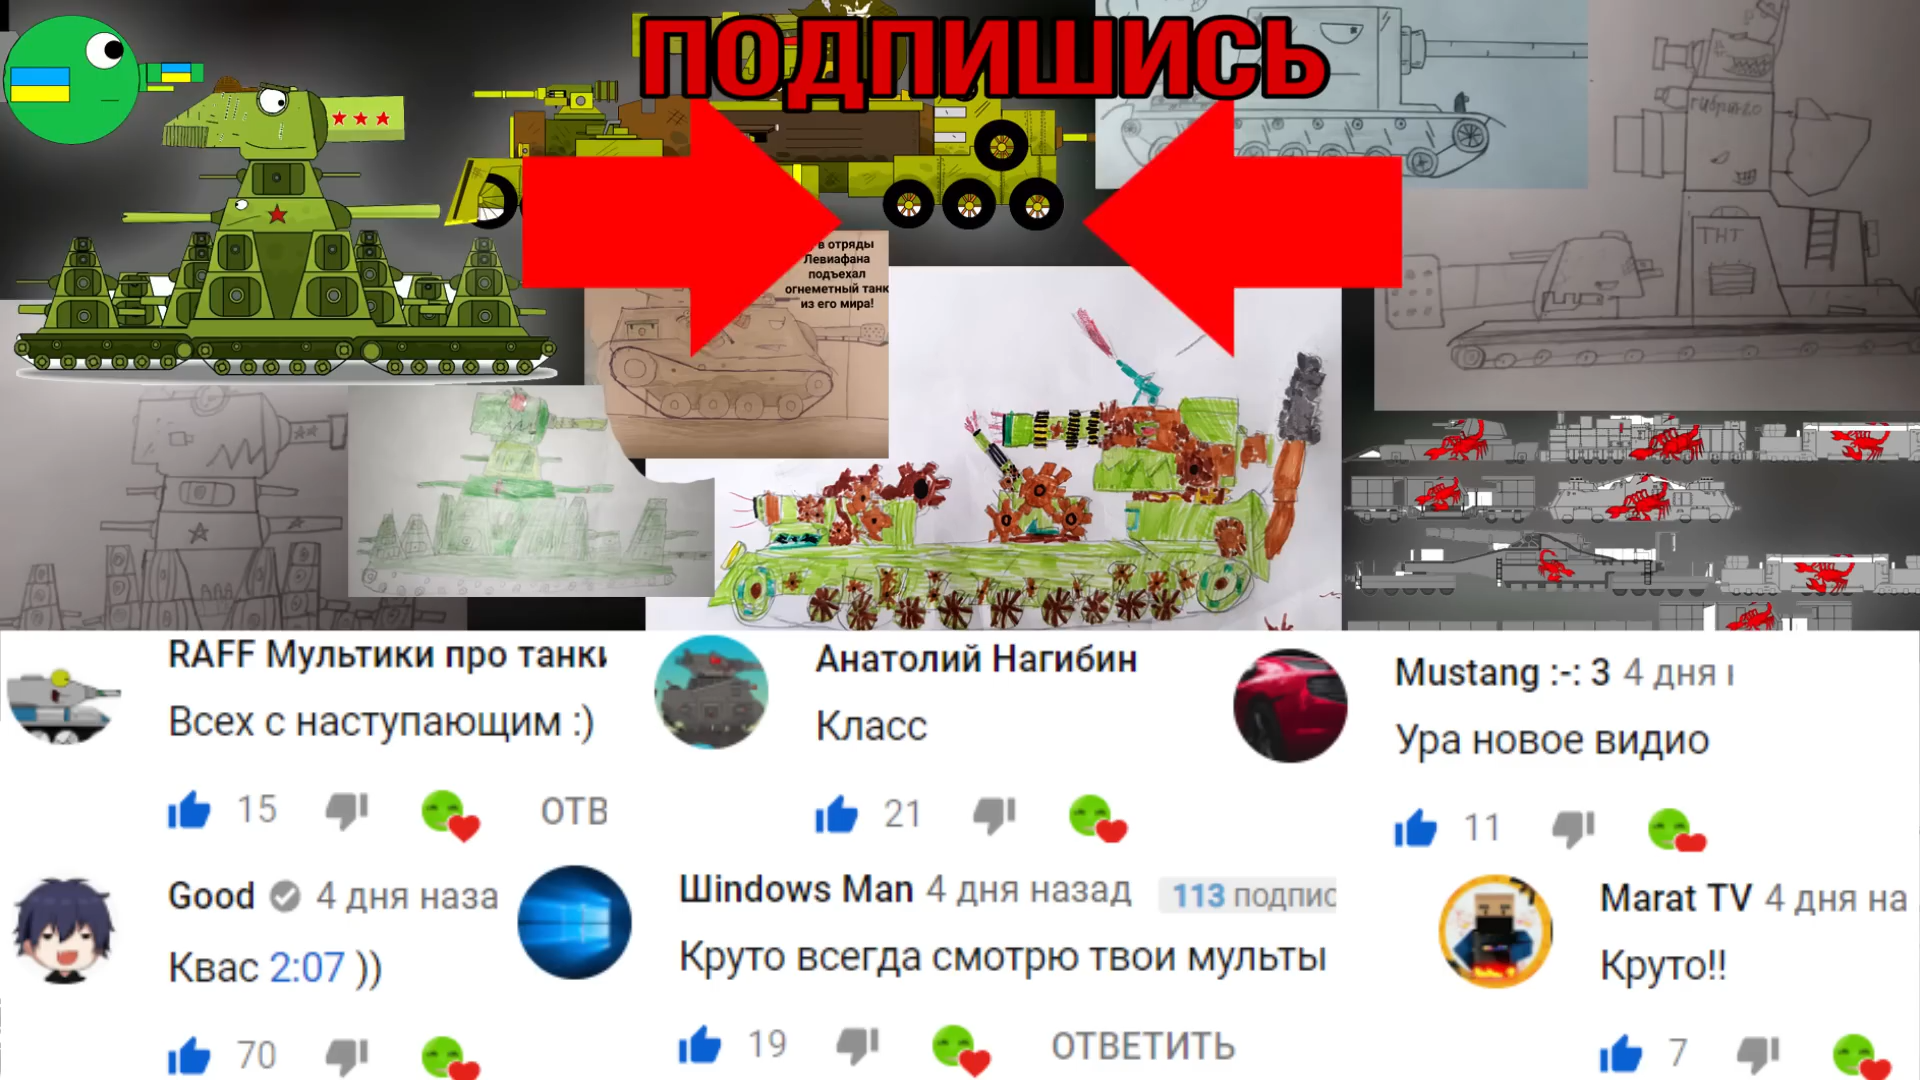 ПОДПИШИСЬ
в отряды
Левиафана
подъехал
огнеметный танк
из его мира!
ТНТ
RAFF Мультики про танки
Всех с наступающим :)
15 ОТВ
Анатолий Нагибин
Класс
21
Mustang :-: 3 4 дня
Ура новое видио
11
Good 4 дня наза
Квас 2:07 ))
70
Шindows Man 4 дня назад 113 подпис
Круто всегда смотрю твои мульты
19 ОТВЕТИТЬ
Marat TV 4 дня на
Круто!!
7